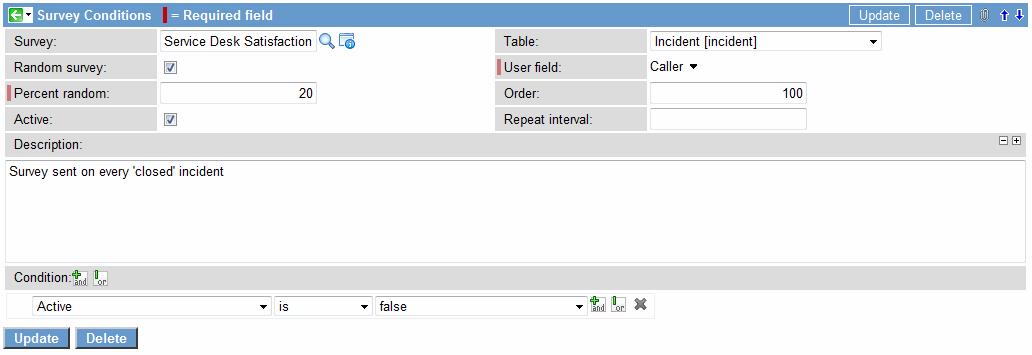 Survey Conditions = Required field Update Delete
Survey: Service Desk Satisfaction Table: Incident [incident]
Random survey: User field: Caller
Percent random: 20 Order: 100
Active: Repeat interval:
Description:
Survey sent on every 'closed' incident
Condition: and or
Active is false and or
Update Delete